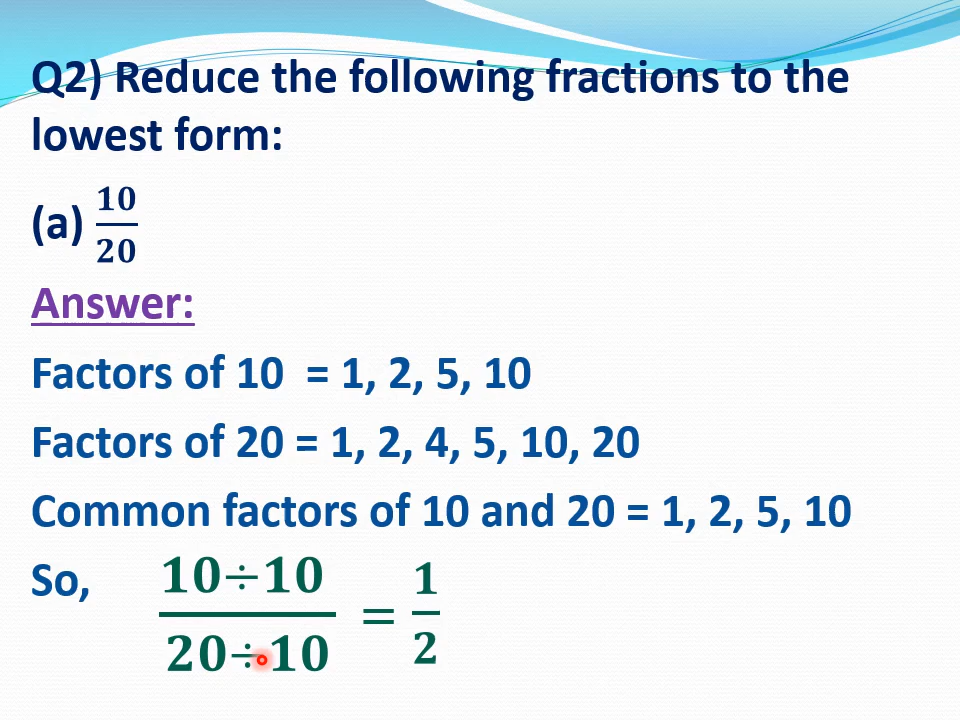 Q2) Reduce the following fractions to the
lowest form:
(a) 10/20
Answer:
Factors of 10 = 1, 2, 5, 10
Factors of 20 = 1, 2, 4, 5, 10, 20
Common factors of 10 and 20 = 1, 2, 5, 10
So, 10÷10/20÷10 = 1/2